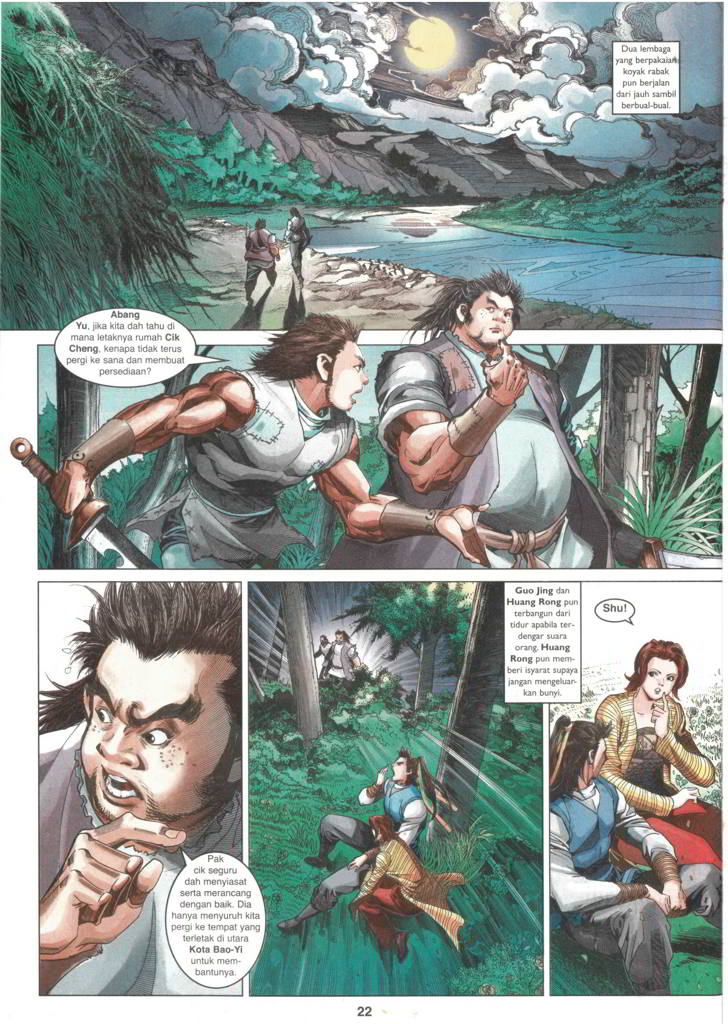 Dua lembaga
yang berpakaian
koyak rabak
pun berjalan
dari jauh sambil
berbual-bual.
Abang
Yu, jika kita dah tahu di
mana letaknya rumah Cik
Cheng, kenapa tidak terus
pergi ke sana dan membuat
persediaan?
Pak
cik seguru
dah menyiasat
serta merancang
dengan baik. Dia
hanya menyuruh kita
pergi ke tempat yang
terletak di utara
Kota Bao-Yi
untuk mem-
bantunya.
Guo Jing dan
Huang Rong pun
terbangun dari
tidur apabila ter-
dengar suara
orang. Huang
Rong pun mem-
beri isyarat supaya
jangan mengeluar-
kan bunyi.
Shu!
22